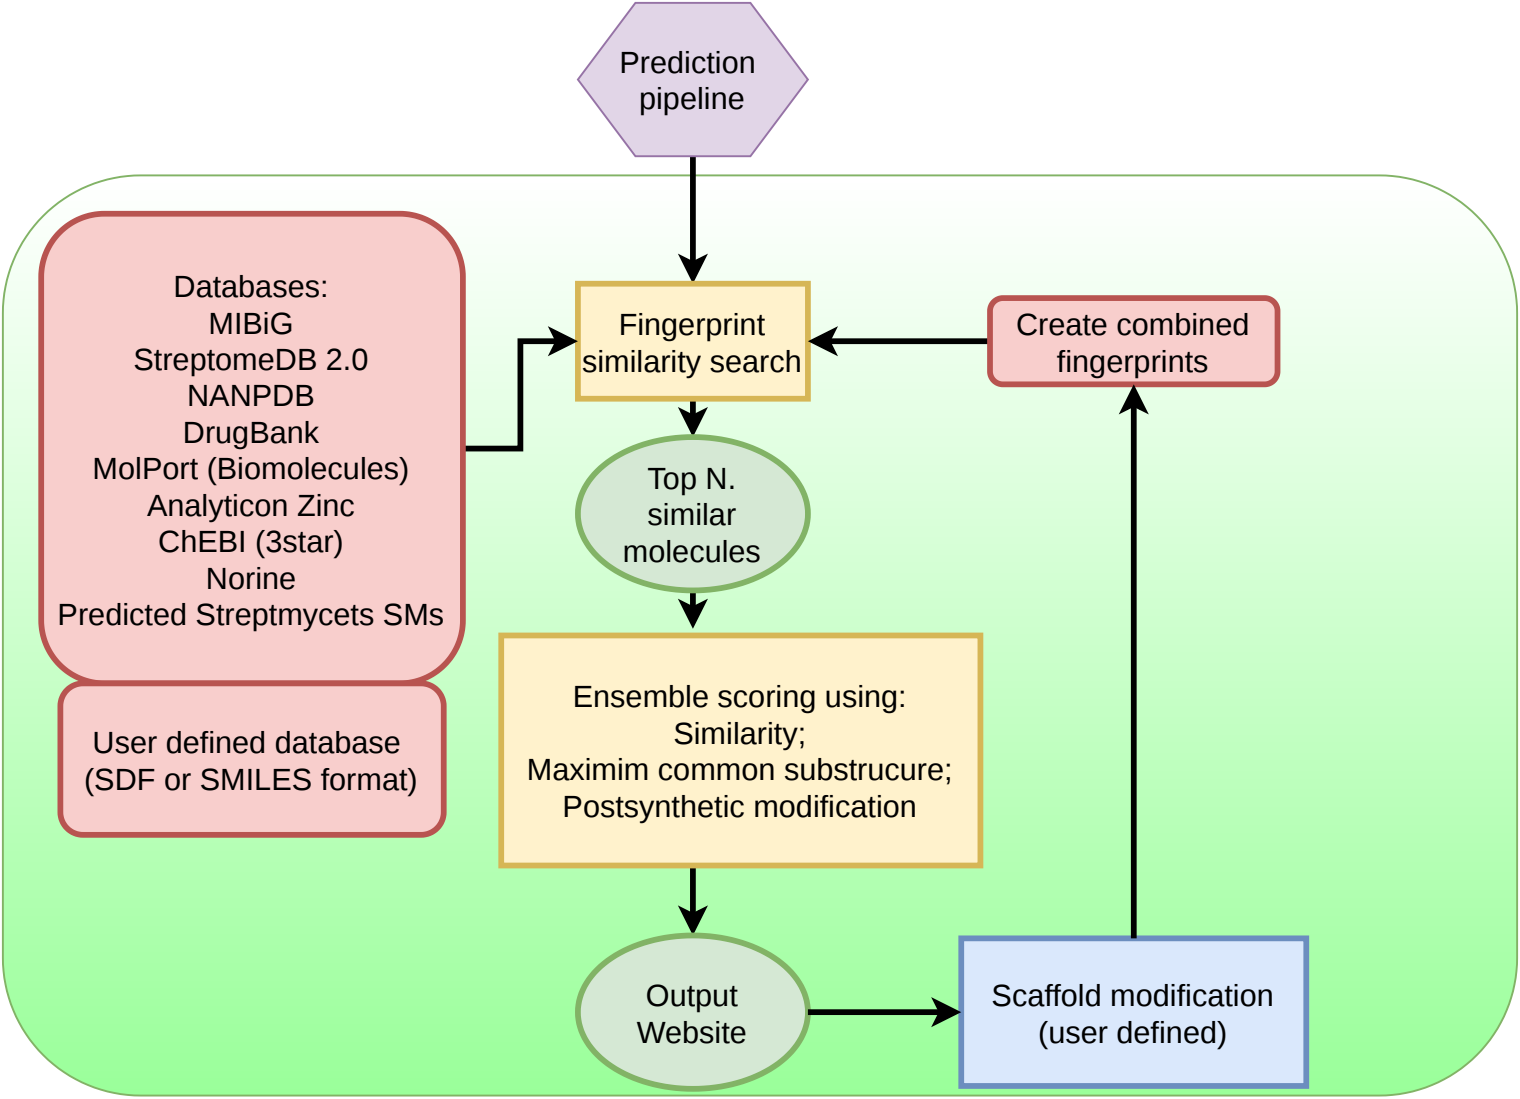 Prediction
pipeline
Databases:
MIBiG
StreptomeDB 2.0
NANPDB
DrugBank
MolPort (Biomolecules)
Analyticon Zinc
ChEBI (3star)
Norine
Predicted Streptmycets SMs
User defined database
(SDF or SMILES format)
Fingerprint
similarity search
Create combined
fingerprints
Top N.
similar
molecules
Ensemble scoring using:
Similarity;
Maximim common substrucure;
Postsynthetic modification
Output
Website
Scaffold modification
(user defined)